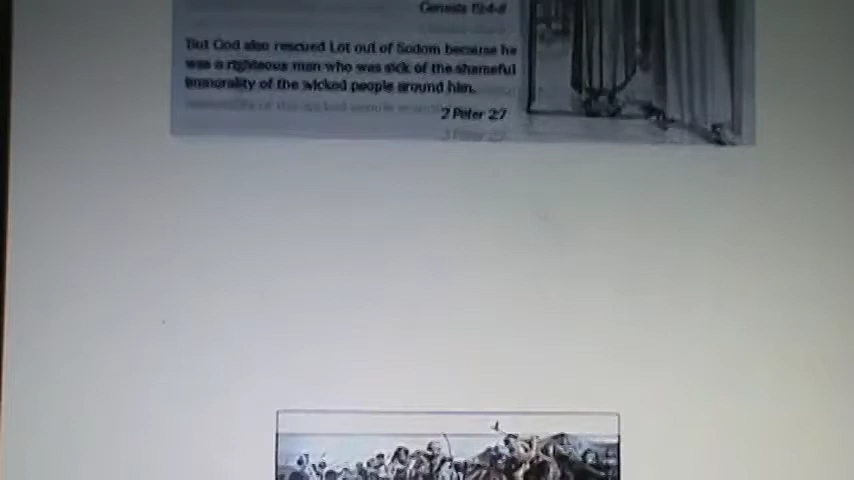 Genesis 19:4-8
But God also rescued Lot out of Sodom because he
was a righteous man who was sick of the shameful
immorality of the wicked people around him.
2 Peter 2:7